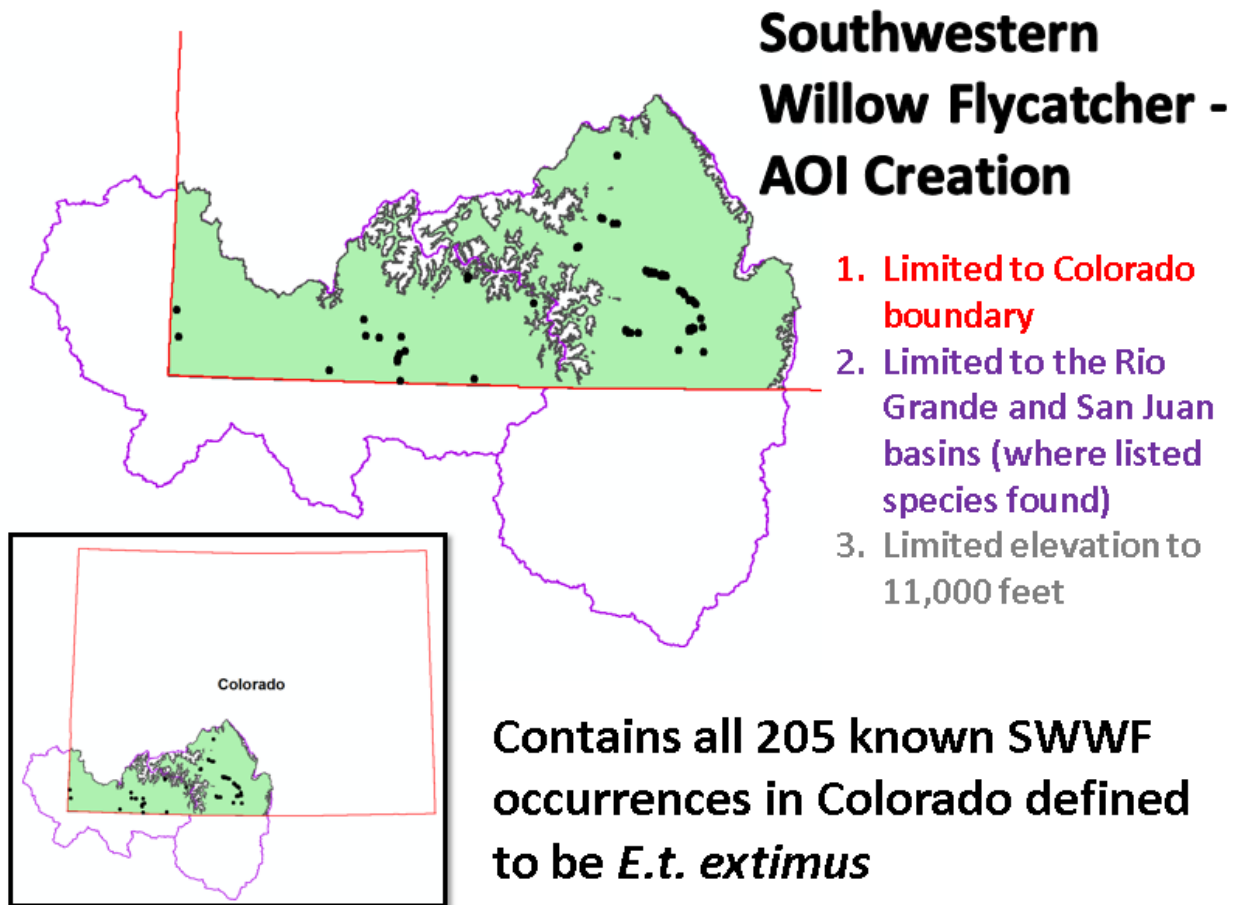 Southwestern
Willow Flycatcher -
AOI Creation
1. Limited to Colorado
boundary
2. Limited to the Rio
Grande and San Juan
basins (where listed
species found)
3. Limited elevation to
11,000 feet
Colorado
Contains all 205 known SWWF
occurrences in Colorado defined
to be E.t. extimus